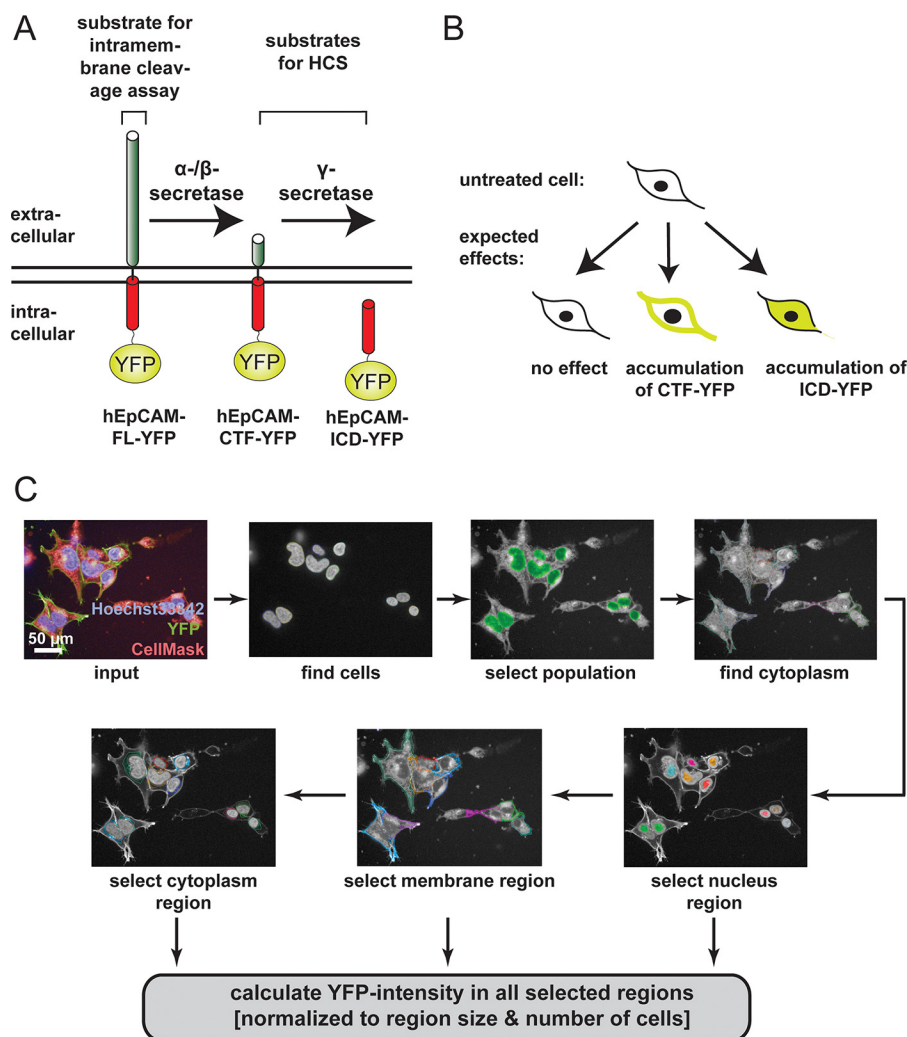 A
substrate for
intramem-
brane cleav-
age assay
substrates
for HCS
α-/β-
secretase
γ-
secretase
extra-
cellular
intra-
cellular
YFP
YFP
YFP
hEpCAM-
FL-YFP
hEpCAM-
CTF-YFP
hEpCAM-
ICD-YFP
B
untreated cell:
expected
effects:
no effect
accumulation
of CTF-YFP
accumulation of
ICD-YFP
C
Hoechst33342
YFP
50 µm
CellMask
input
find cells
select population
find cytoplasm
select cytoplasm
region
select membrane region
select nucleus
region
calculate YFP-intensity in all selected regions
[normalized to region size & number of cells]